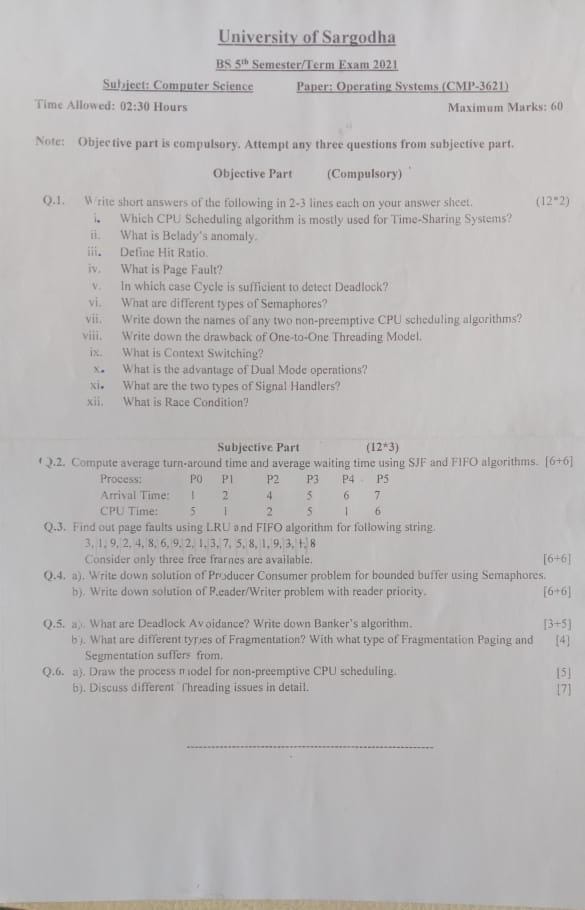 University of Sargodha
BS 5th Semester/Term Exam 2021
Subject: Computer Science Paper: Operating Systems (CMP-3621)
Time Allowed: 02:30 Hours Maximum Marks: 60
Note: Objective part is compulsory. Attempt any three questions from subjective part.
Objective Part (Compulsory)
Q.1. Write short answers of the following in 2-3 lines each on your answer sheet. (12*2)
i. Which CPU Scheduling algorithm is mostly used for Time-Sharing Systems?
ii. What is Belady's anomaly.
iii. Define Hit Ratio.
iv. What is Page Fault?
v. In which case Cycle is sufficient to detect Deadlock?
vi. What are different types of Semaphores?
vii. Write down the names of any two non-preemptive CPU scheduling algorithms?
viii. Write down the drawback of One-to-One Threading Model.
ix. What is Context Switching?
x. What is the advantage of Dual Mode operations?
xi. What are the two types of Signal Handlers?
xii. What is Race Condition?
Subjective Part (12*3)
Q.2. Compute average turn-around time and average waiting time using SJF and FIFO algorithms. [6+6]
Process: P0 P1 P2 P3 P4 P5
Arrival Time: 1 2 4 5 6 7
CPU Time: 5 1 2 5 1 6
Q.3. Find out page faults using LRU and FIFO algorithm for following string.
3, 1, 9, 2, 4, 8, 6, 9, 2, 1, 3, 7, 5, 8, 1, 9, 3, 1, 8
Consider only three free frames are available. [6+6]
Q.4. a). Write down solution of Producer Consumer problem for bounded buffer using Semaphores.
b). Write down solution of Reader/Writer problem with reader priority. [6+6]
Q.5. a). What are Deadlock Avoidance? Write down Banker's algorithm. [3+5]
b). What are different types of Fragmentation? With what type of Fragmentation Paging and [4]
Segmentation suffers from.
Q.6. a). Draw the process model for non-preemptive CPU scheduling. [5]
b). Discuss different Threading issues in detail. [7]